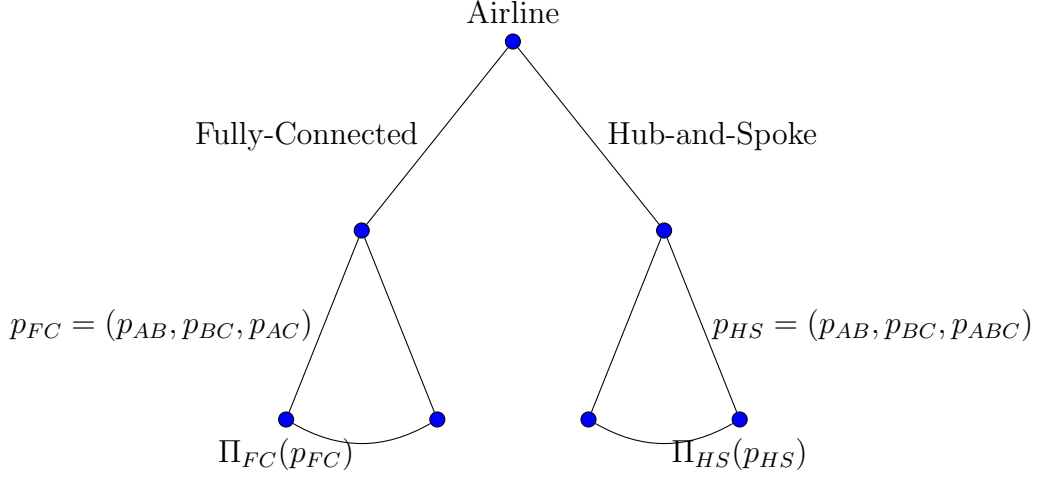 Airline
Fully-Connected
Hub-and-Spoke
p_{FC} = (p_{AB}, p_{BC}, p_{AC})
p_{HS} = (p_{AB}, p_{BC}, p_{ABC})
Π_{FC}(p_{FC})
Π_{HS}(p_{HS})